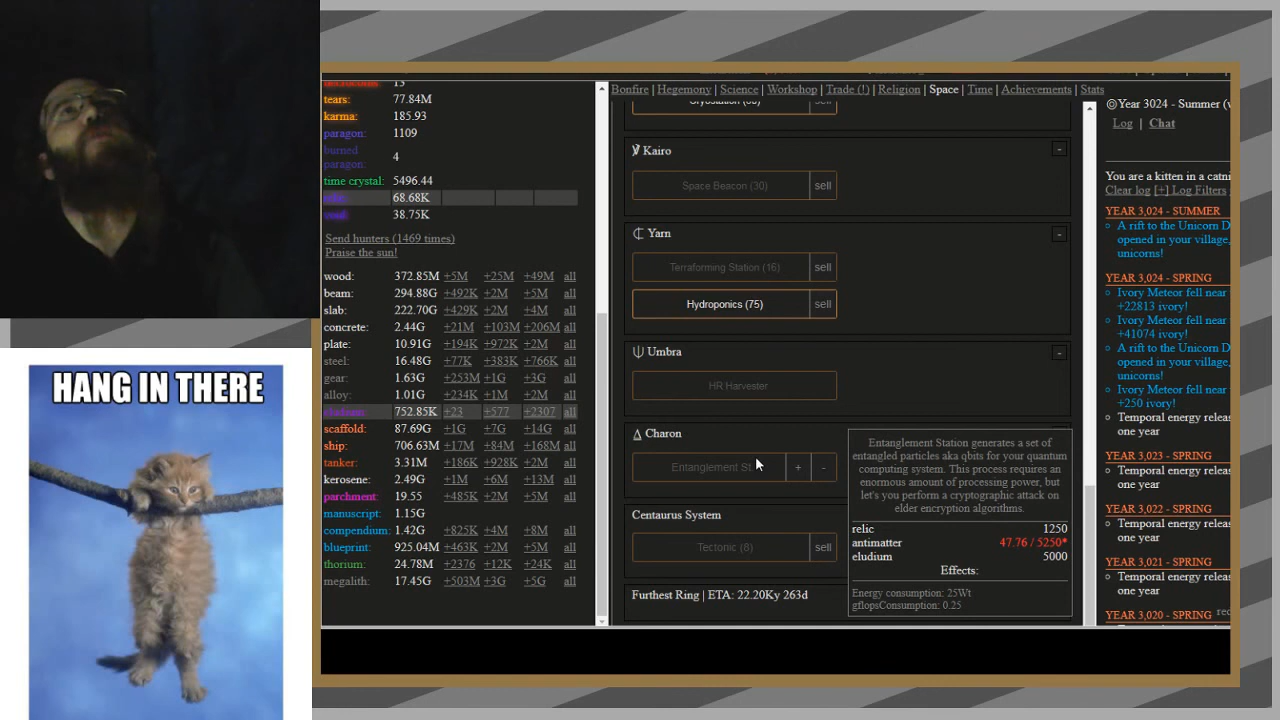 HANG IN THERE
13
tears: 77.84M
karma: 185.93
paragon: 1109
burned paragon: 4
time crystal: 5496.44
relic: 68.68K
void: 38.75K
Send hunters (1469 times)
Praise the sun!
wood: 372.85M +5M +25M +49M all
beam: 294.88G +492K +2M +5M all
slab: 222.70G +429K +2M +4M all
concrete: 2.44G +21M +103M +206M all
plate: 10.91G +194K +972K +2M all
steel: 16.48G +77K +383K +766K all
gear: 1.63G +253M +1G +3G all
alloy: 1.01G +234K +1M +2M all
eludium: 752.85K +23 +577 +2307 all
scaffold: 87.69G +1G +7G +14G all
ship: 706.63M +17M +84M +168M all
tanker: 3.31M +186K +928K +2M all
kerosene: 2.49G +1M +6M +13M all
parchment: 19.55 +485K +2M +5M all
manuscript: 1.15G
compendium: 1.42G +825K +4M +8M all
blueprint: 925.04M +463K +2M +5M all
thorium: 24.78M +2376 +12K +24K all
megalith: 17.45G +503M +3G +5G all
Bonfire | Hegemony | Science | Workshop | Trade (!) | Religion | Space | Time | Achievements | Stats
sell
Kairo -
Space Beacon (30) sell
Yarn -
Terraforming Station (16) sell
Hydroponics (75) sell
Umbra -
HR Harvester
Charon
Entanglement St. + -
Centaurus System
Tectonic (8) sell
Furthest Ring | ETA: 22.20Ky 263d
Entanglement Station generates a set of
entangled particles aka qbits for your quantum
computing system. This process requires an
enormous amount of processing power, but
let's you perform a cryptographic attack on
elder encryption algorithms.
relic 1250
antimatter 47.76 / 5250*
eludium 5000
Effects:
Energy consumption: 25Wt
gflopsConsumption: 0.25
Year 3024 - Summer (w
Log | Chat
You are a kitten in a catni
Clear log [+] Log Filters
YEAR 3,024 - SUMMER
A rift to the Unicorn D
opened in your village,
unicorns!
YEAR 3,024 - SPRING
Ivory Meteor fell near
+22813 ivory!
Ivory Meteor fell near
+41074 ivory!
A rift to the Unicorn D
opened in your village,
unicorns!
Ivory Meteor fell near
+250 ivory!
Temporal energy releas
one year
YEAR 3,023 - SPRING
Temporal energy releas
one year
YEAR 3,022 - SPRING
Temporal energy releas
one year
YEAR 3,021 - SPRING
Temporal energy releas
one year
YEAR 3,020 - SPRING